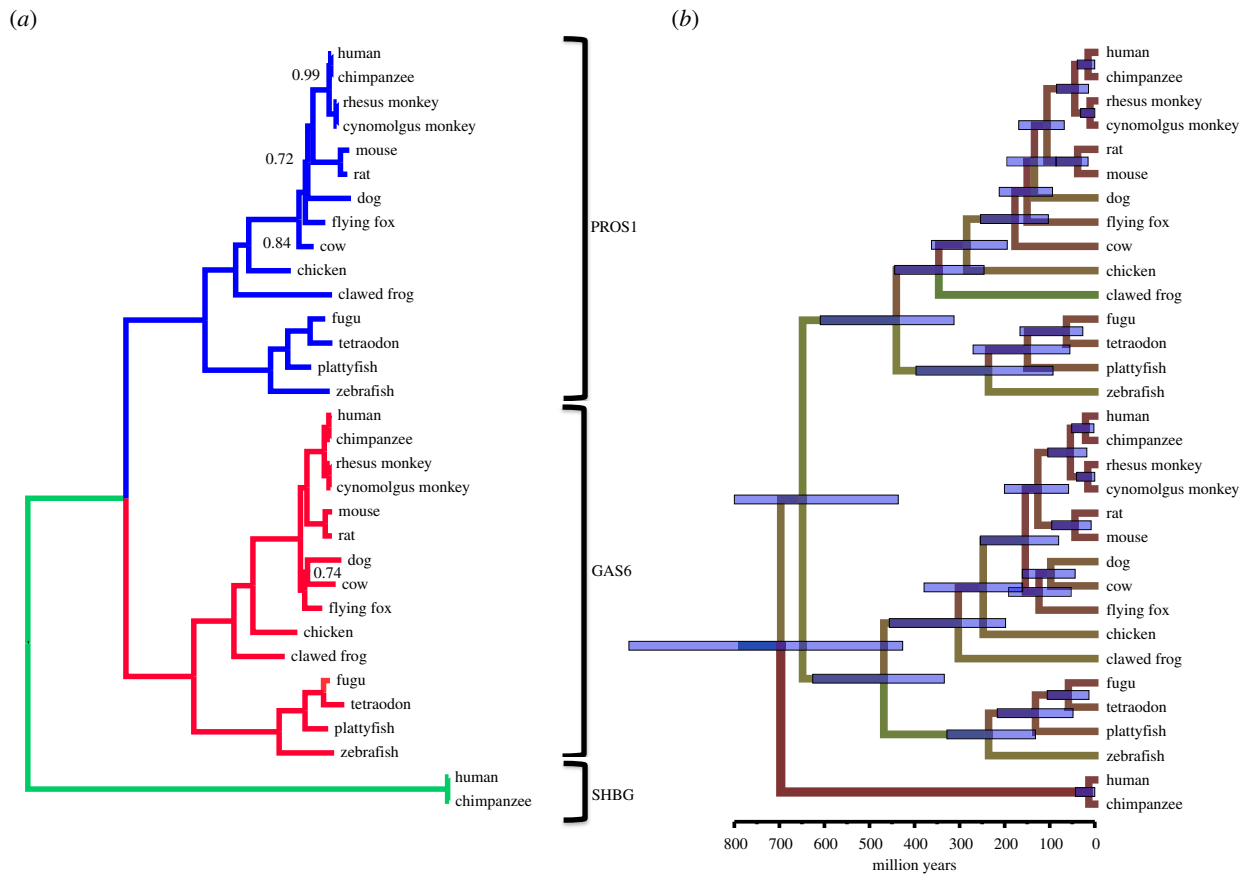 (a)
human
0.99
chimpanzee
rhesus monkey
cynomolgus monkey
mouse
0.72
rat
dog
flying fox
PROS1
0.84
cow
chicken
clawed frog
fugu
tetraodon
plattyfish
zebrafish
human
chimpanzee
rhesus monkey
cynomolgus monkey
mouse
rat
dog
0.74
GAS6
cow
flying fox
chicken
clawed frog
fugu
tetraodon
plattyfish
zebrafish
human
SHBG
chimpanzee
(b)
human
chimpanzee
rhesus monkey
cynomolgus monkey
rat
mouse
dog
flying fox
cow
chicken
clawed frog
fugu
tetraodon
plattyfish
zebrafish
human
chimpanzee
rhesus monkey
cynomolgus monkey
rat
mouse
dog
cow
flying fox
chicken
clawed frog
fugu
tetraodon
plattyfish
zebrafish
human
chimpanzee
800 700 600 500 400 300 200 100 0
million years